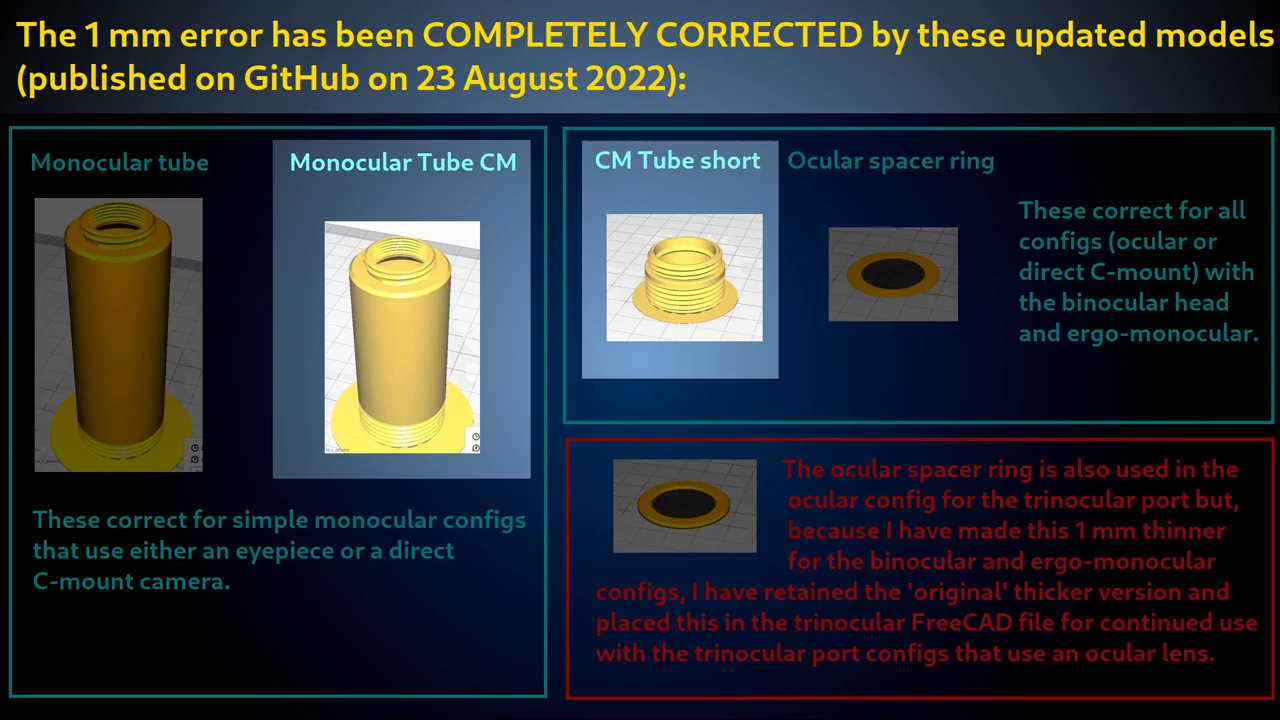 The 1 mm error has been COMPLETELY CORRECTED by these updated models
(published on GitHub on 23 August 2022):
Monocular tube
Monocular Tube CM
These correct for simple monocular configs
that use either an eyepiece or a direct
C-mount camera.
CM Tube short
Ocular spacer ring
These correct for all
configs (ocular or
direct C-mount) with
the binocular head
and ergo-monocular.
The ocular spacer ring is also used in the
ocular config for the trinocular port but,
because I have made this 1 mm thinner
for the binocular and ergo-monocular
configs, I have retained the 'original' thicker version and
placed this in the trinocular FreeCAD file for continued use
with the trinocular port configs that use an ocular lens.